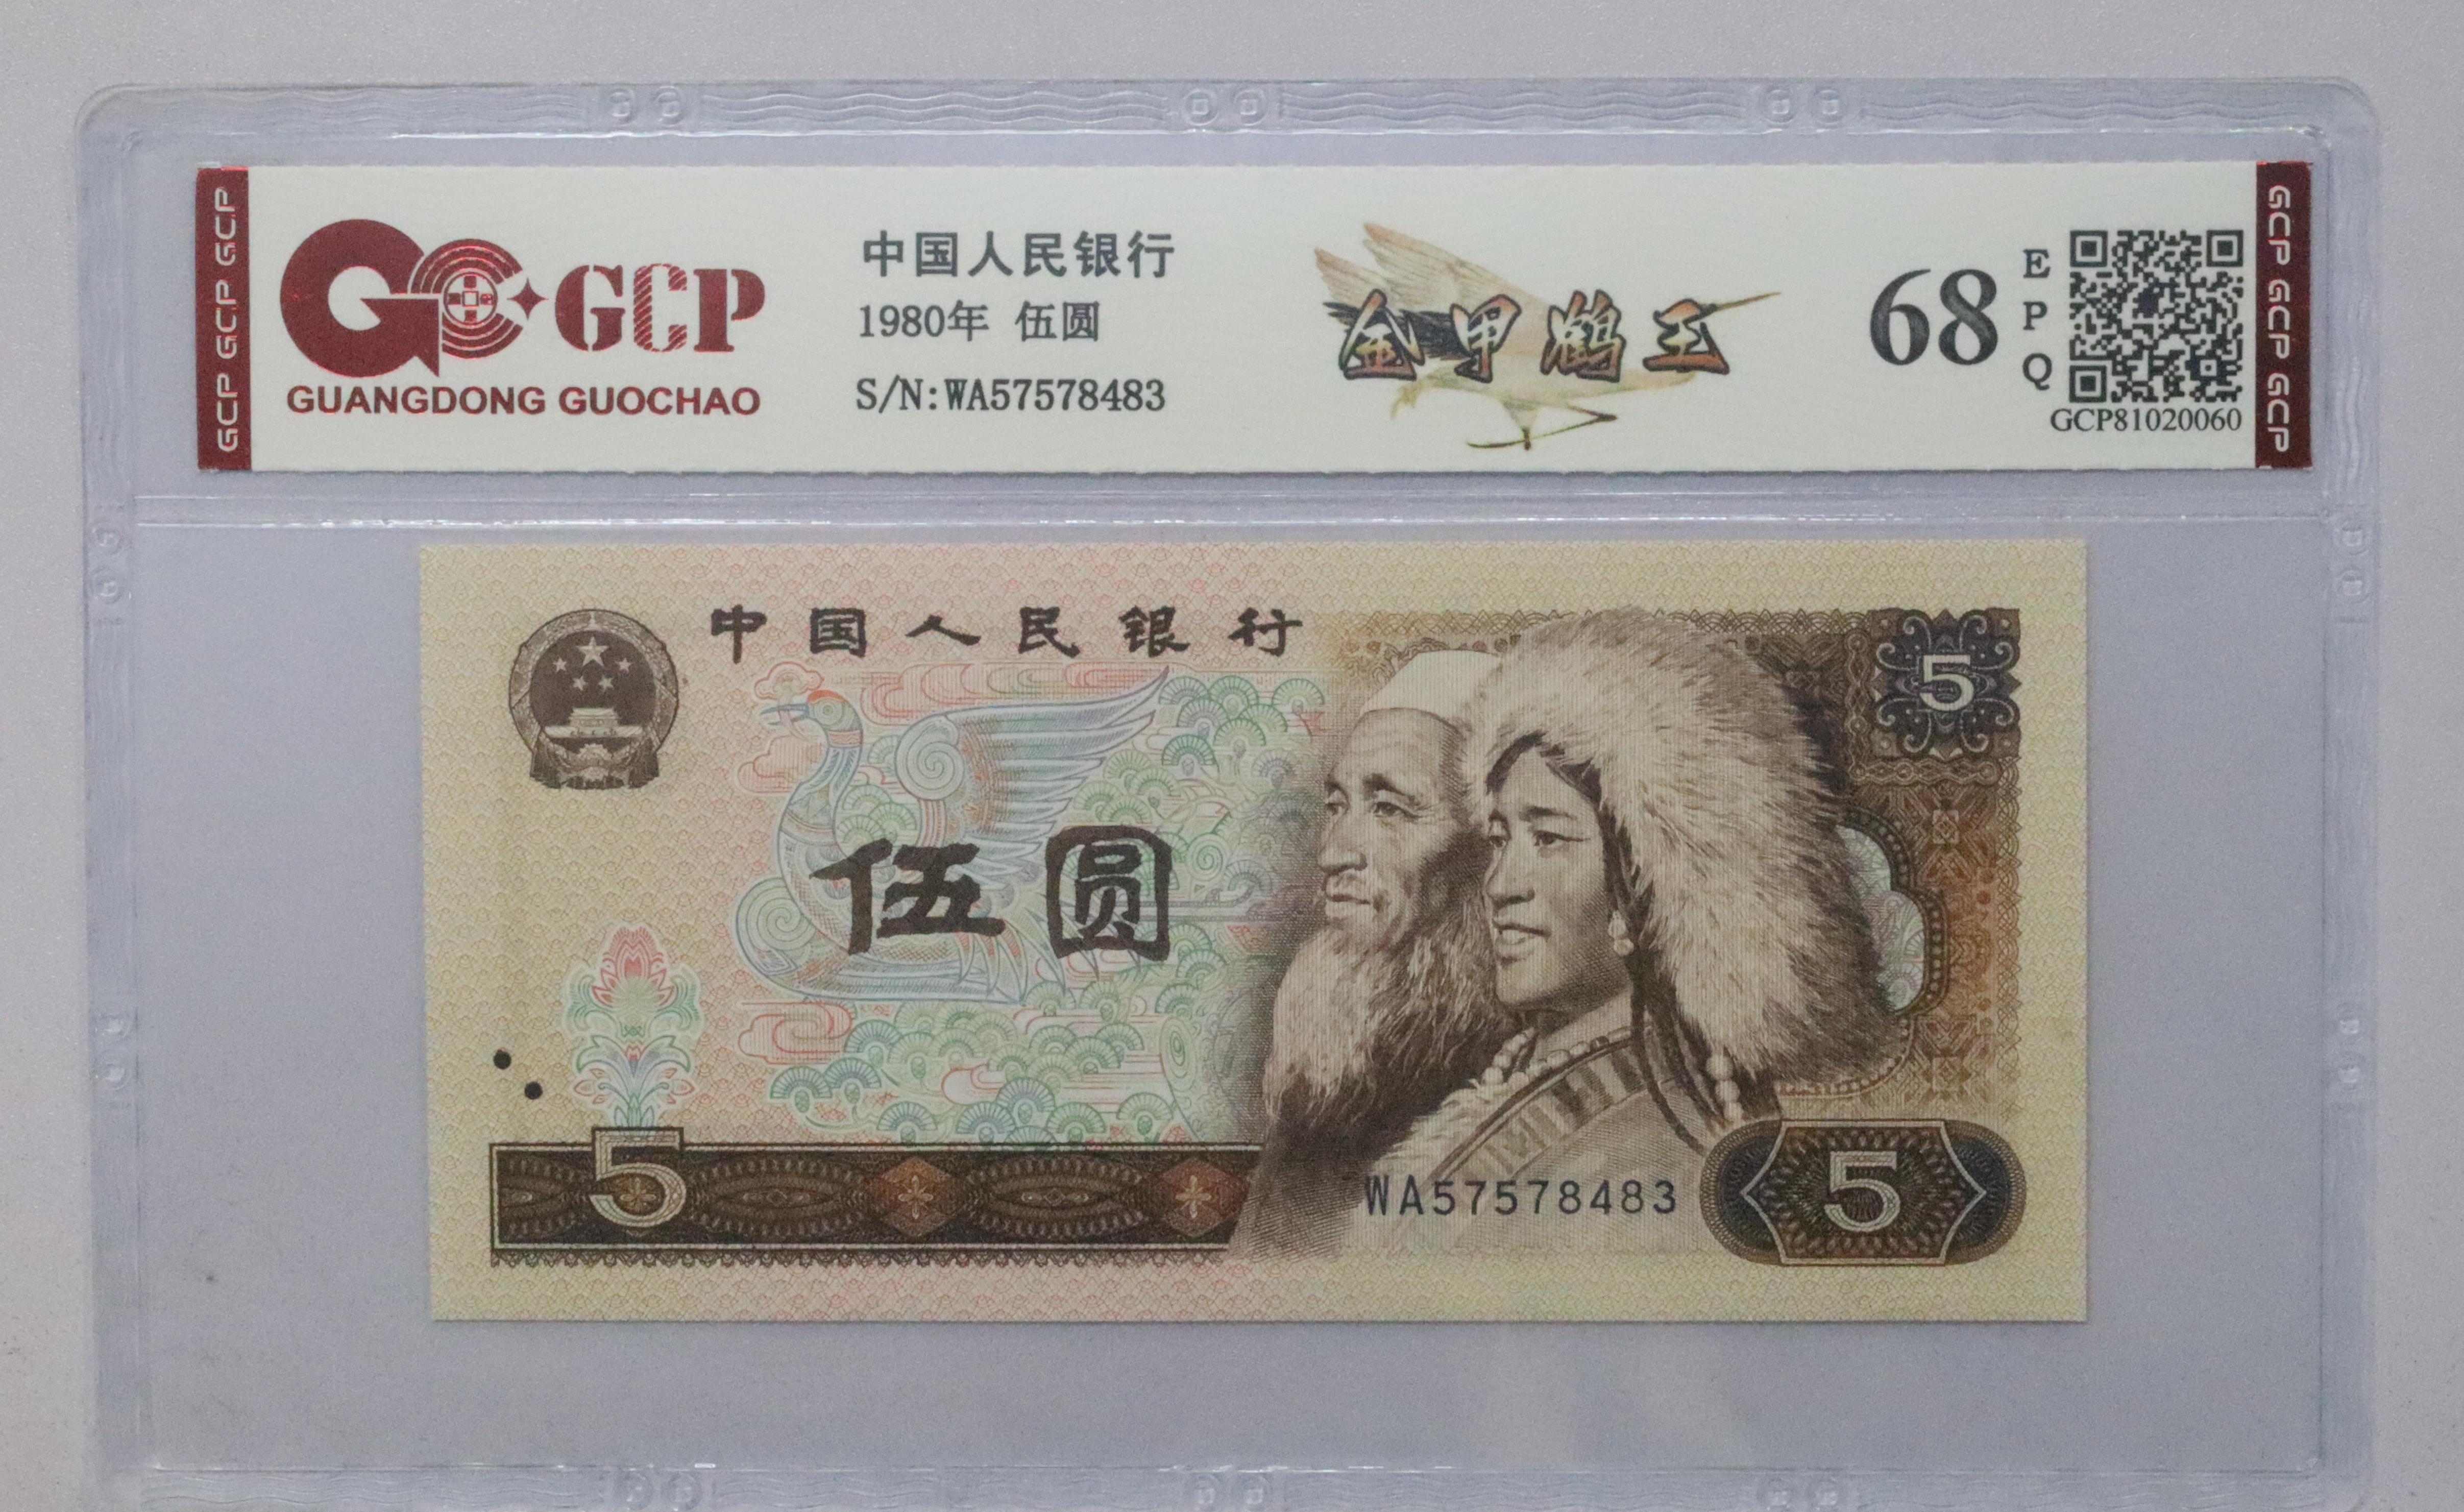 GCP GCP GCP
GCP
GUANGDONG GUOCHAO
中国人民银行
1980年 伍圆
S/N:WA57578483
金甲鹤王
68
E
P
Q
GCP81020060
GCP GCP GCP
中国人民银行
5
伍圆
5
WA57578483
5